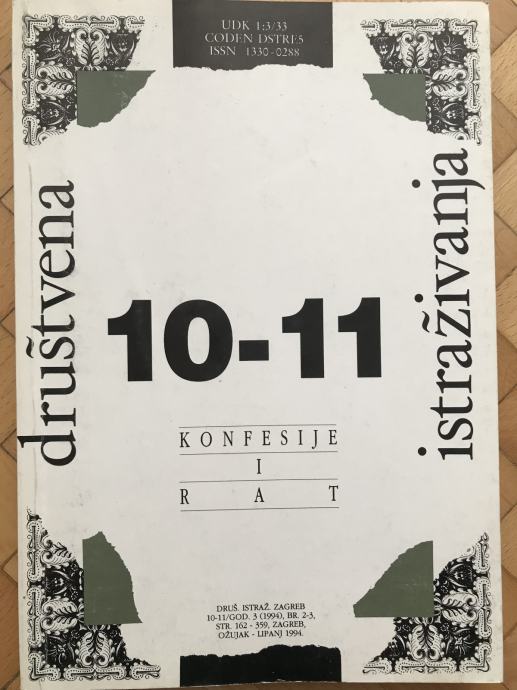 UDK 1:3/33
CODEN DSTRE5
ISSN 1330-0288
društvena
istraživanja
10-11
KONFESIJE
I
RAT
DRUŠ. ISTRAŽ. ZAGREB
10-11/GOD. 3 (1994), BR. 2-3,
STR. 162 - 359, ZAGREB,
OŽUJAK - LIPANJ 1994.